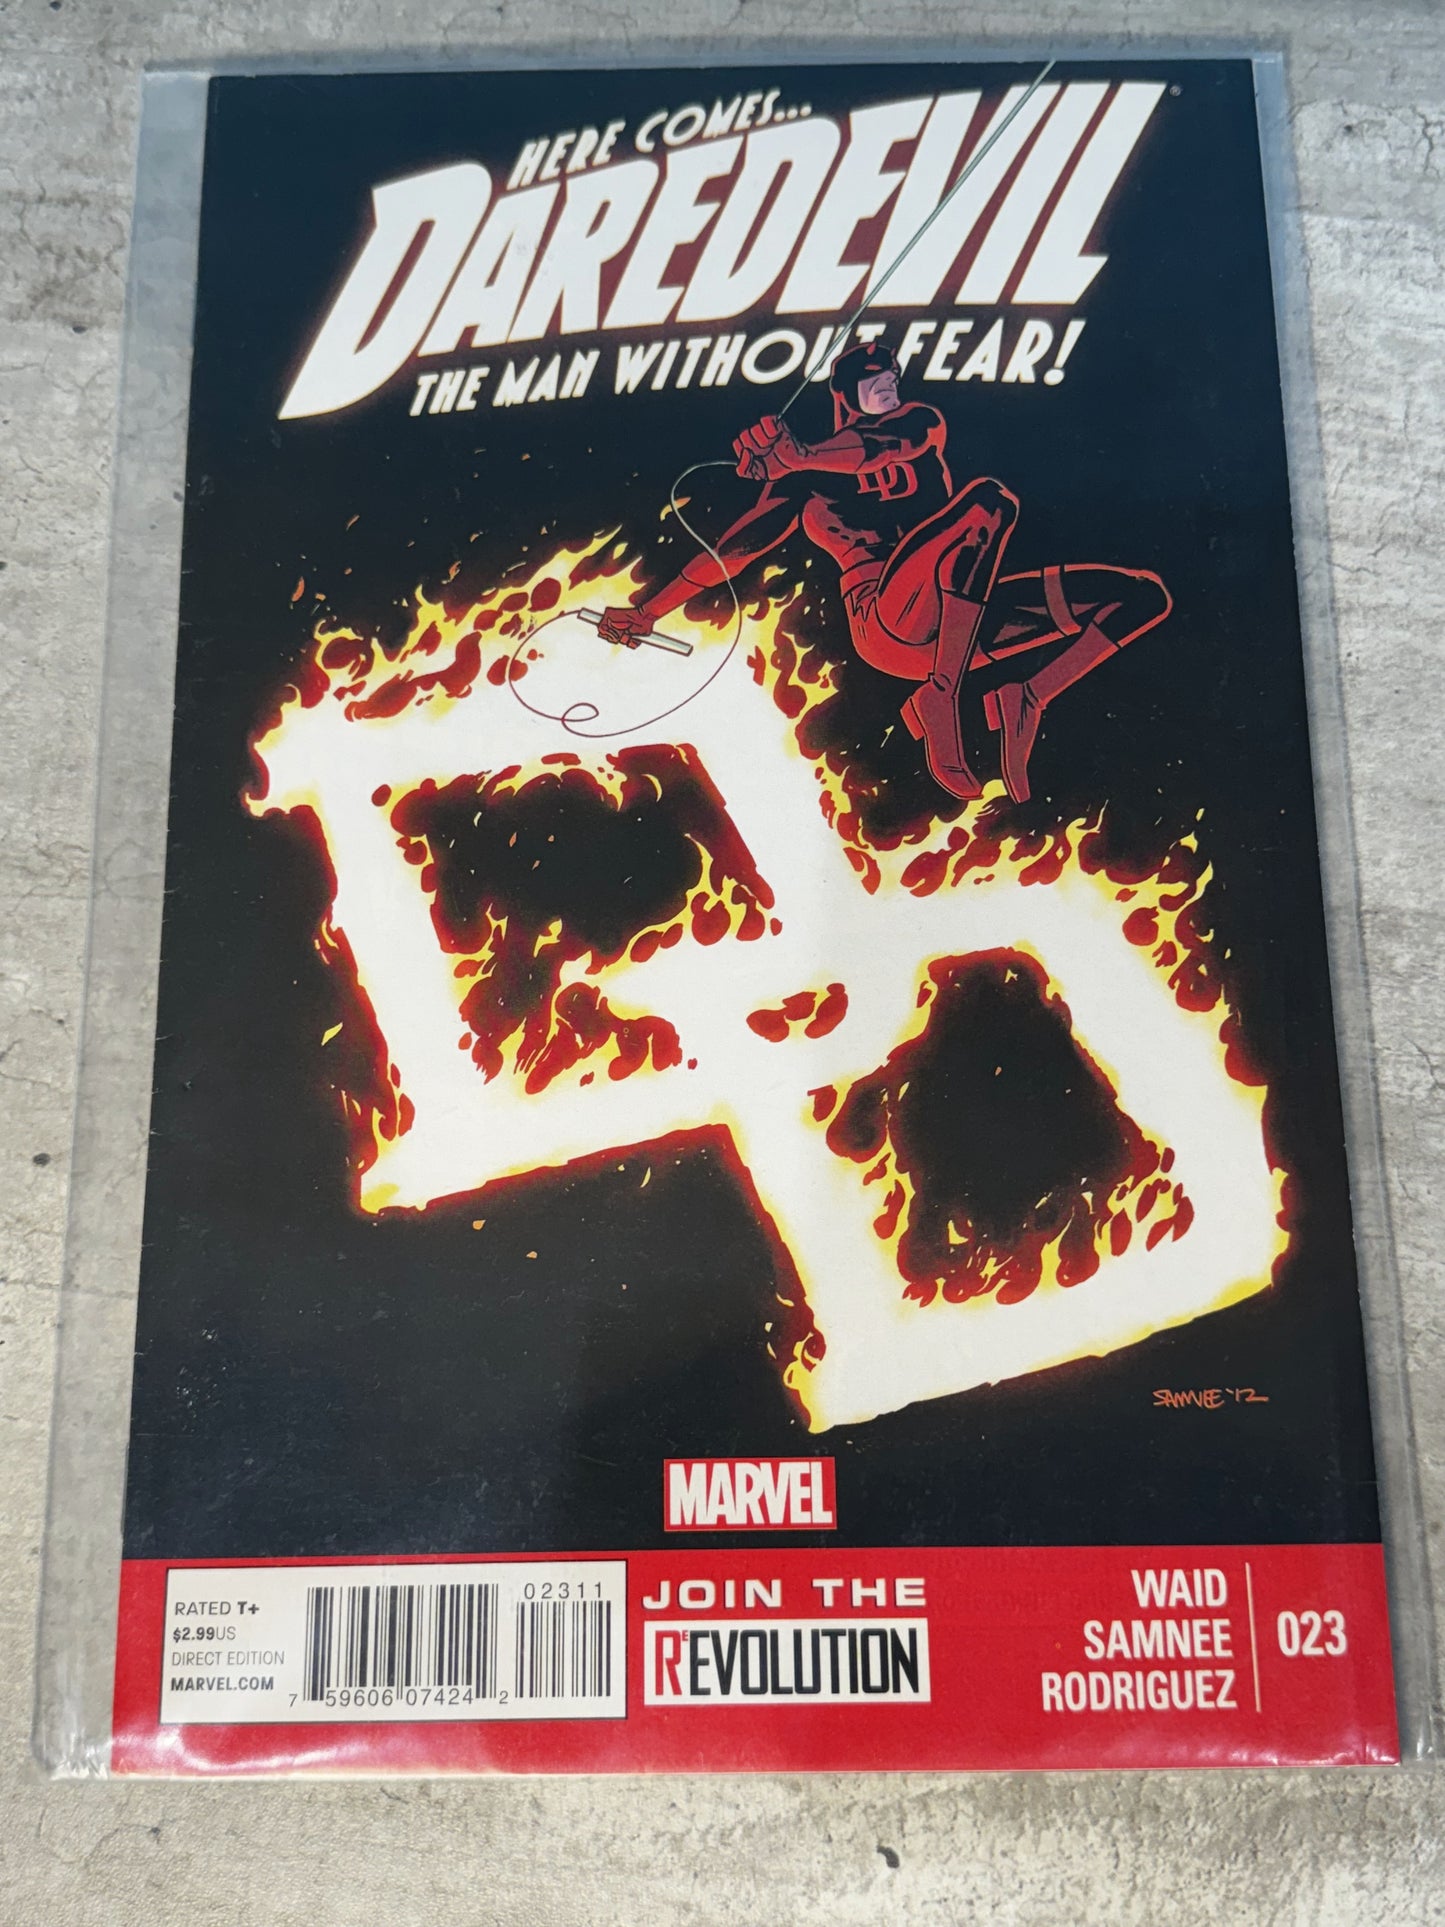 HERE COMES...
DAREDEVIL®
THE MAN WITHOUT FEAR!
DD
SAMNEE '12
MARVEL
RATED T+
$2.99US
DIRECT EDITION
MARVEL.COM
02311
7 59606 07424 2
JOIN THE
REVOLUTION
WAID
SAMNEE
RODRIGUEZ
023